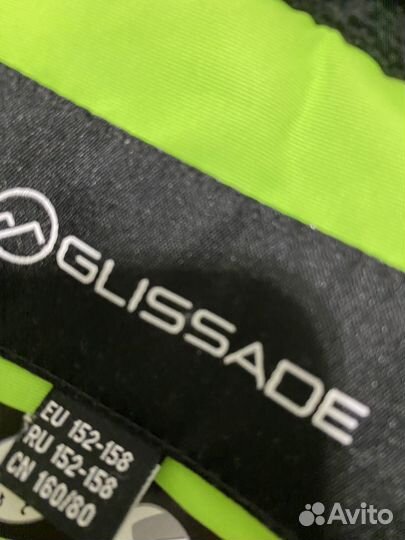 GLISSADE
EU 152-158
RU 152-158
CN 160/80
Avito